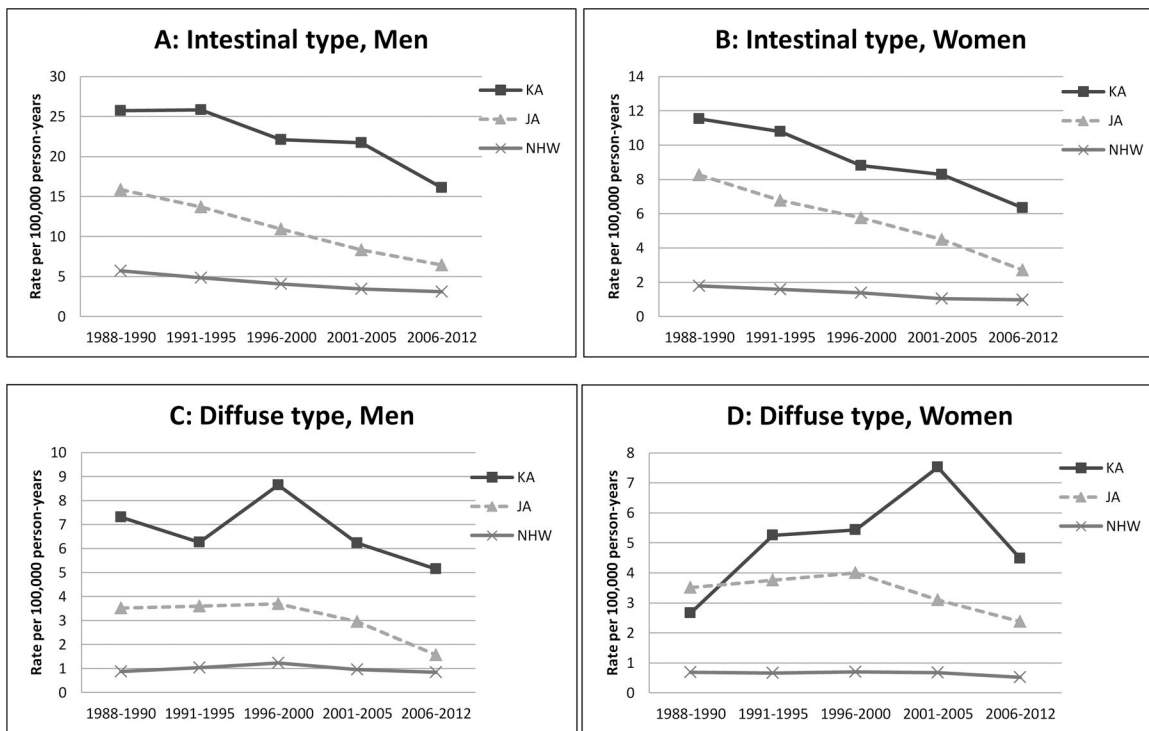 A: Intestinal type, Men
Rate per 100,000 person-years
30
25
20
15
10
5
0
1988-1990 1991-1995 1996-2000 2001-2005 2006-2012
KA
JA
NHW
B: Intestinal type, Women
Rate per 100,000 person-years
14
12
10
8
6
4
2
0
1988-1990 1991-1995 1996-2000 2001-2005 2006-2012
KA
JA
NHW
C: Diffuse type, Men
Rate per 100,000 person-years
10
9
8
7
6
5
4
3
2
1
0
1988-1990 1991-1995 1996-2000 2001-2005 2006-2012
KA
JA
NHW
D: Diffuse type, Women
Rate per 100,000 person-years
8
7
6
5
4
3
2
1
0
1988-1990 1991-1995 1996-2000 2001-2005 2006-2012
KA
JA
NHW